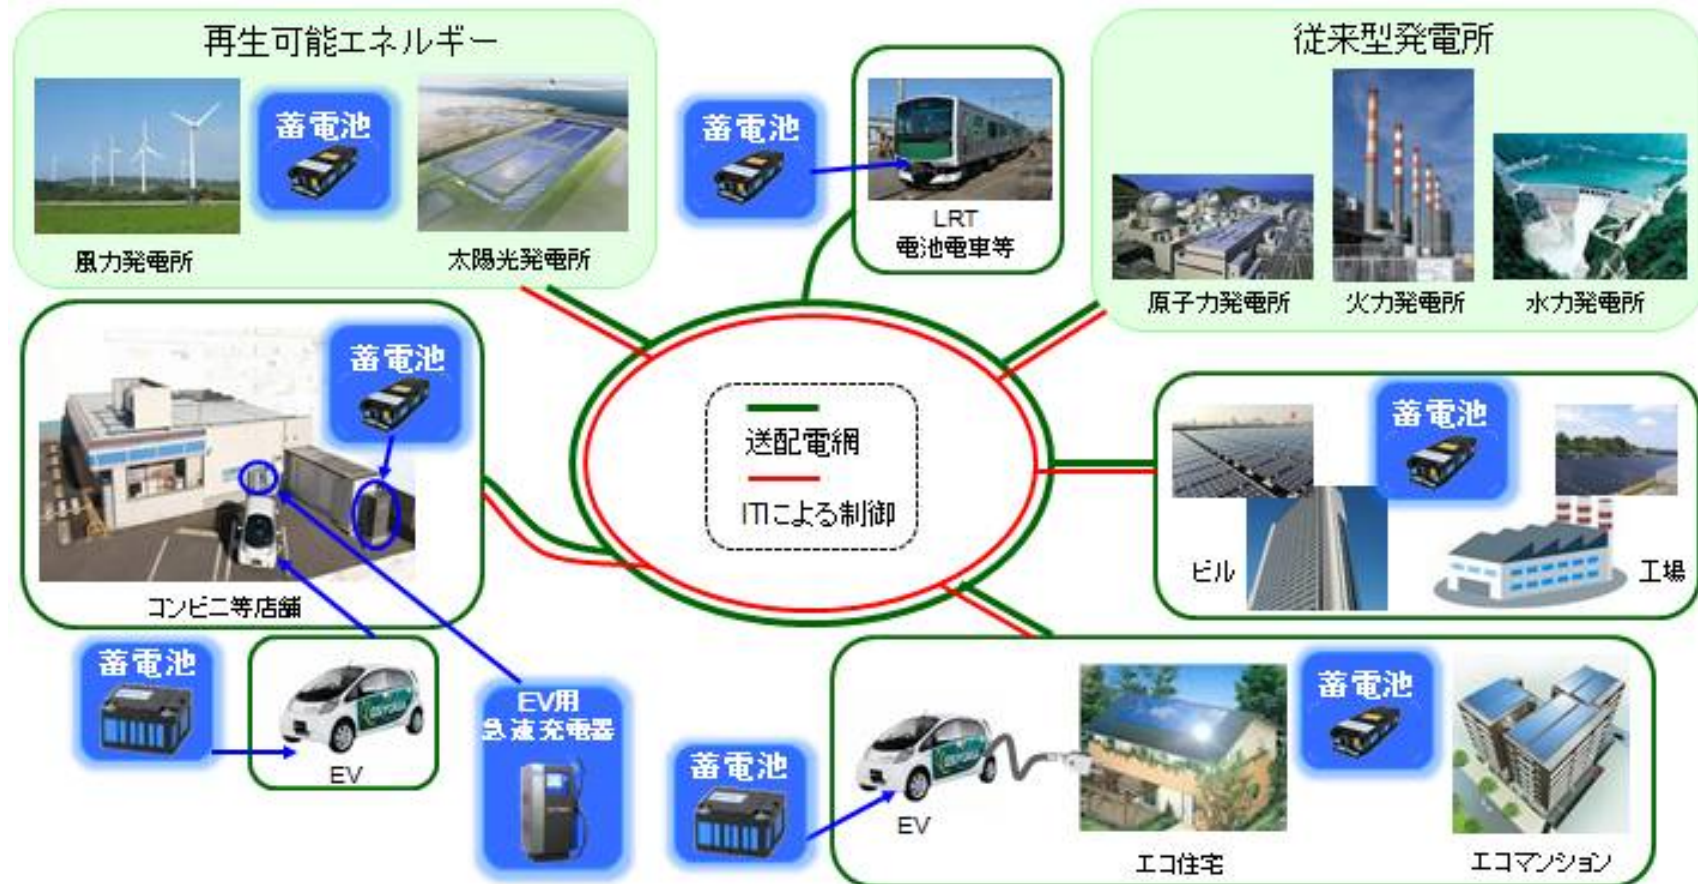 再生可能エネルギー
蓄電池
風力発電所
太陽光発電所
蓄電池
LRT
電池電車等
従来型発電所
原子力発電所
火力発電所
水力発電所
蓄電池
コンビニ等店舗
送配電網
ITによる制御
蓄電池
ビル
工場
蓄電池
EV
EV用
急速充電器
蓄電池
EV
エコ住宅
蓄電池
エコマンション